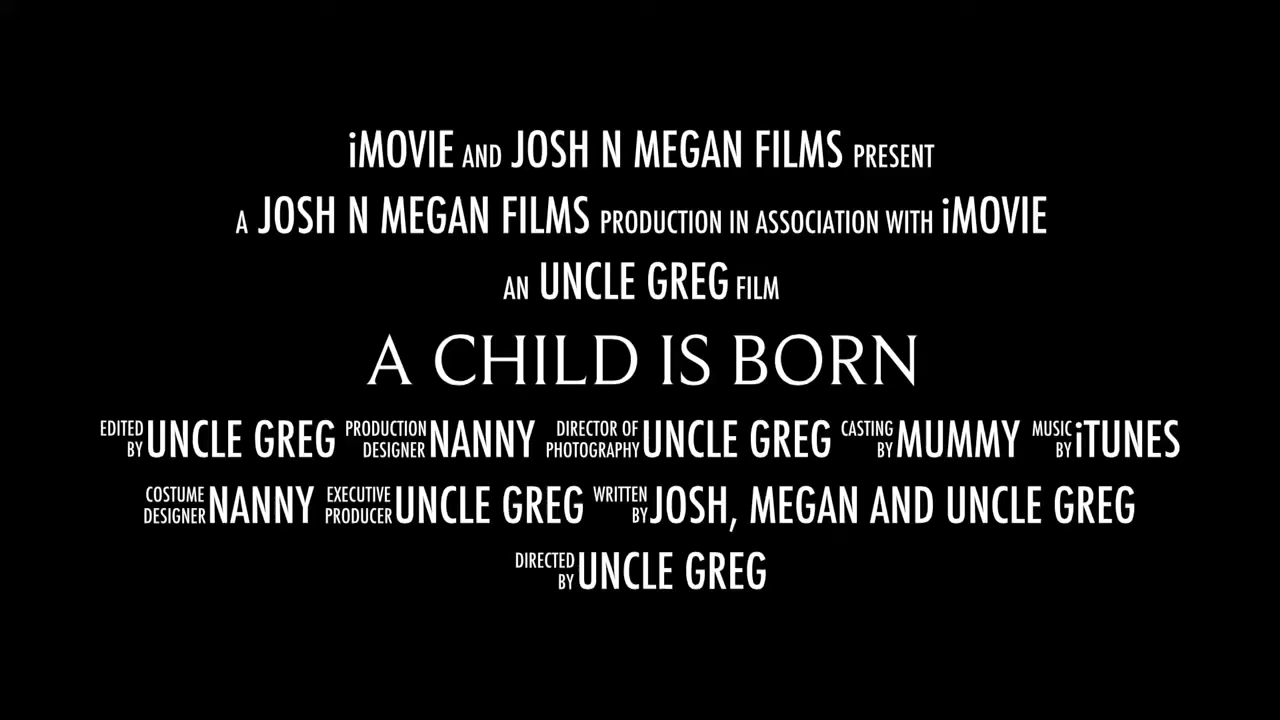 iMOVIE AND JOSH N MEGAN FILMS PRESENT
A JOSH N MEGAN FILMS PRODUCTION IN ASSOCIATION WITH iMOVIE
AN UNCLE GREG FILM
A CHILD IS BORN
EDITED BY UNCLE GREG PRODUCTION DESIGNER NANNY DIRECTOR OF PHOTOGRAPHY UNCLE GREG CASTING BY MUMMY MUSIC BY iTUNES
COSTUME DESIGNER NANNY EXECUTIVE PRODUCER UNCLE GREG WRITTEN BY JOSH, MEGAN AND UNCLE GREG
DIRECTED BY UNCLE GREG